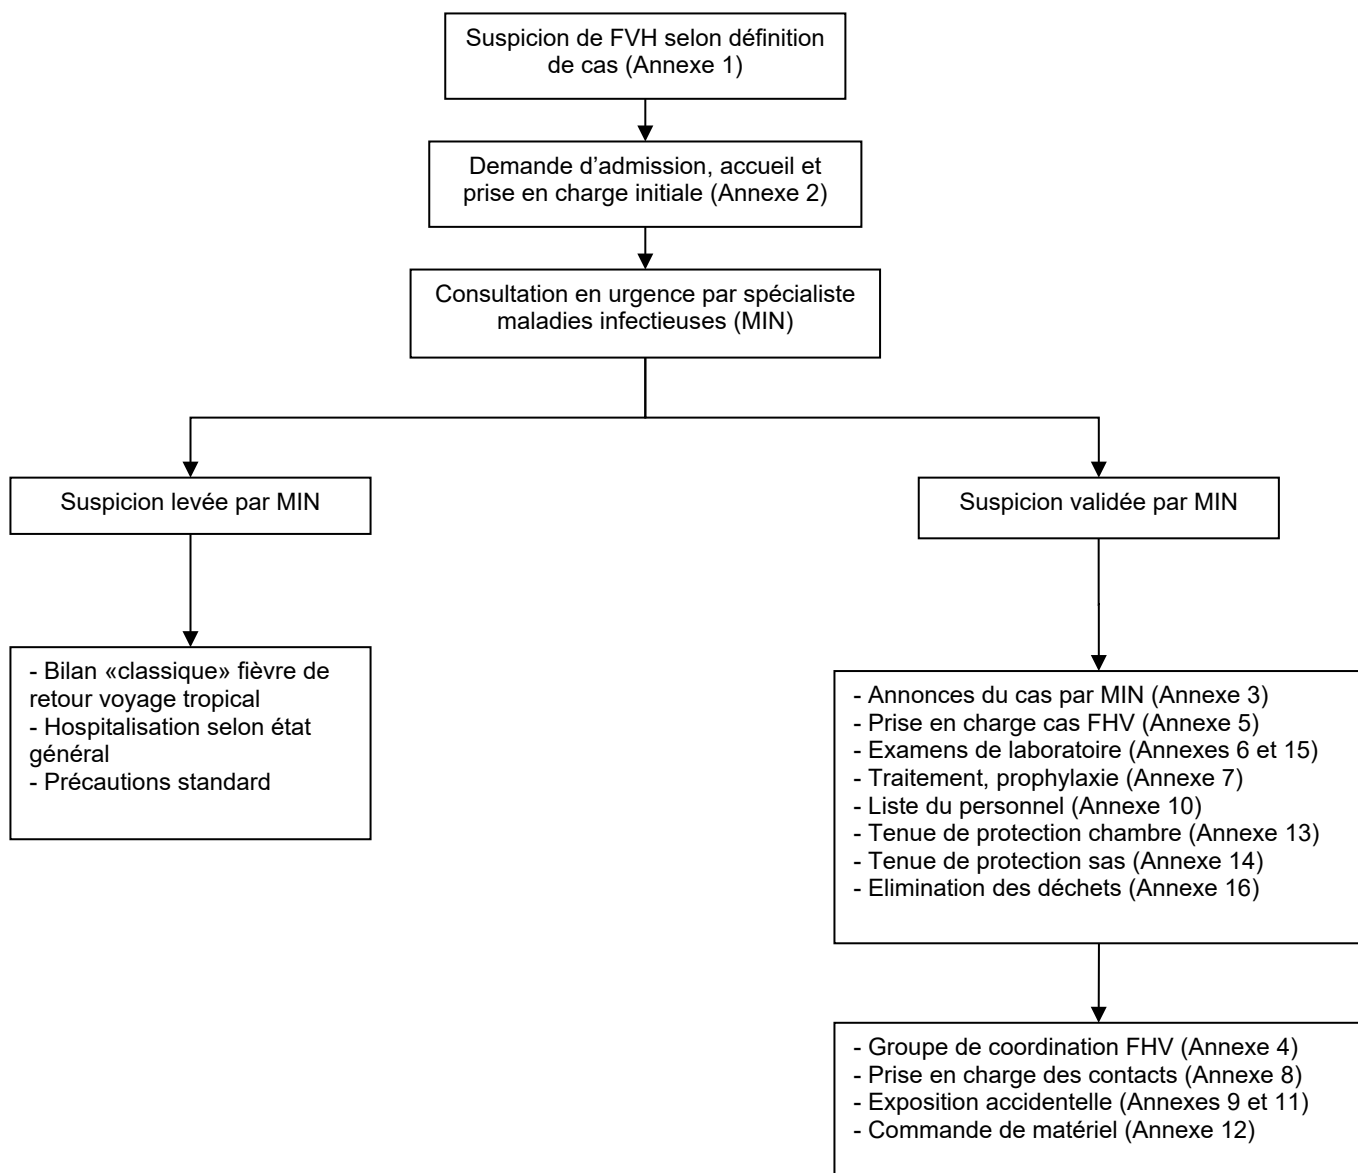 Suspicion de FVH selon définition
de cas (Annexe 1)
Demande d’admission, accueil et
prise en charge initiale (Annexe 2)
Consultation en urgence par spécialiste
maladies infectieuses (MIN)
Suspicion levée par MIN
Suspicion validée par MIN
- Bilan «classique» fièvre de
retour voyage tropical
- Hospitalisation selon état
général
- Précautions standard
- Annonces du cas par MIN (Annexe 3)
- Prise en charge cas FHV (Annexe 5)
- Examens de laboratoire (Annexes 6 et 15)
- Traitement, prophylaxie (Annexe 7)
- Liste du personnel (Annexe 10)
- Tenue de protection chambre (Annexe 13)
- Tenue de protection sas (Annexe 14)
- Elimination des déchets (Annexe 16)
- Groupe de coordination FHV (Annexe 4)
- Prise en charge des contacts (Annexe 8)
- Exposition accidentelle (Annexes 9 et 11)
- Commande de matériel (Annexe 12)